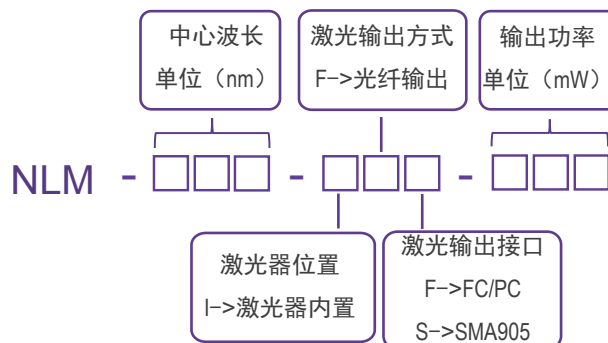 中心波长
单位（nm）
激光输出方式
F->光纤输出
输出功率
单位（mW）
NLM - □□□ - □□□ - □□□
激光器位置
I->激光器内置
激光输出接口
F->FC/PC
S->SMA905